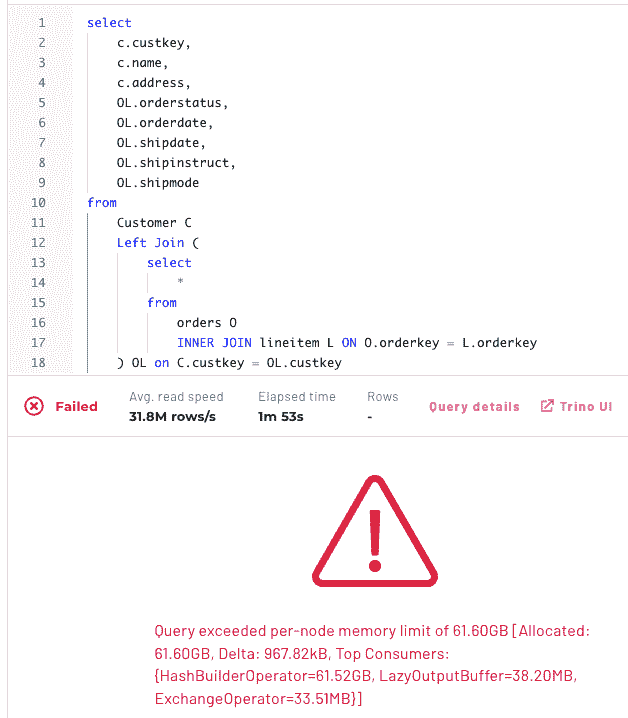 1 select
2 c.custkey,
3 c.name,
4 c.address,
5 OL.orderstatus,
6 OL.orderdate,
7 OL.shipdate,
8 OL.shipinstruct,
9 OL.shipmode
10 from
11 Customer C
12 Left Join (
13 select
14 *
15 from
16 orders O
17 INNER JOIN lineitem L ON O.orderkey = L.orderkey
18 ) OL on C.custkey = OL.custkey
Failed Avg. read speed Elapsed time Rows Query details Trino UI
31.8M rows/s 1m 53s -
Query exceeded per-node memory limit of 61.60GB [Allocated:
61.60GB, Delta: 967.82kB, Top Consumers:
{HashBuilderOperator=61.52GB, LazyOutputBuffer=38.20MB,
ExchangeOperator=33.51MB}]